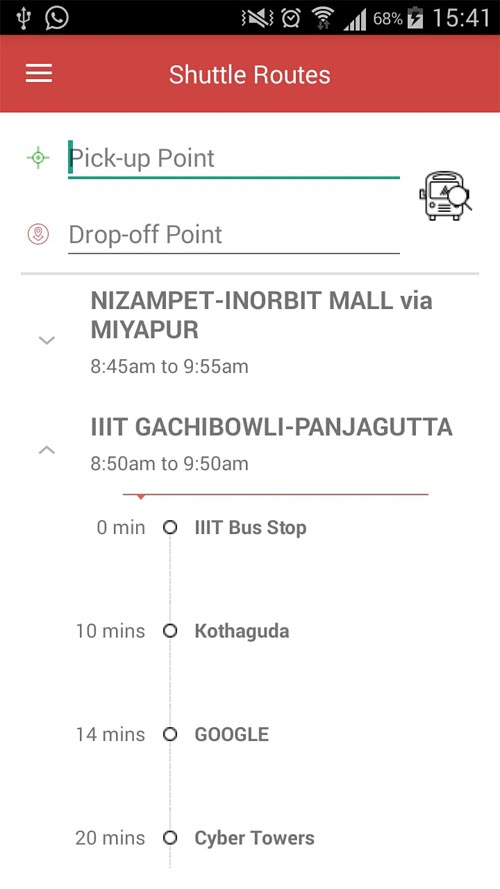 68% 15:41
Shuttle Routes
Pick-up Point
Drop-off Point
NIZAMPET-INORBIT MALL via
MIYAPUR
8:45am to 9:55am
IIIT GACHIBOWLI-PANJAGUTTA
8:50am to 9:50am
0 min IIIT Bus Stop
10 mins Kothaguda
14 mins GOOGLE
20 mins Cyber Towers